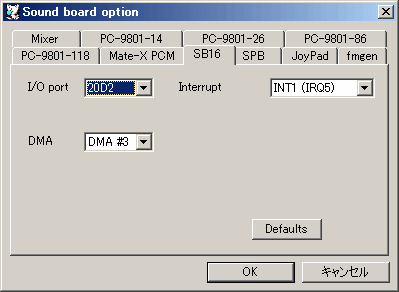 Sound board option
Mixer PC-9801-14 PC-9801-26 PC-9801-86
PC-9801-118 Mate-X PCM SB16 SPB JoyPad fmgen
I/O port 20D2 Interrupt INT1 (IRQ5)
DMA DMA #3
Defaults
OK キャンセル